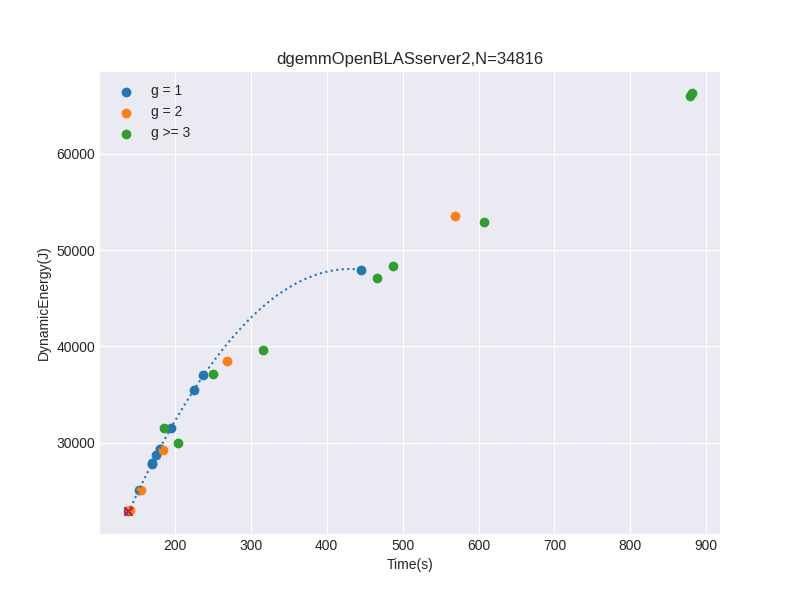 dgemmOpenBLASserver2,N=34816
g = 1
g = 2
g >= 3
DynamicEnergy(J)
60000
50000
40000
30000
200 300 400 500 600 700 800 900
Time(s)